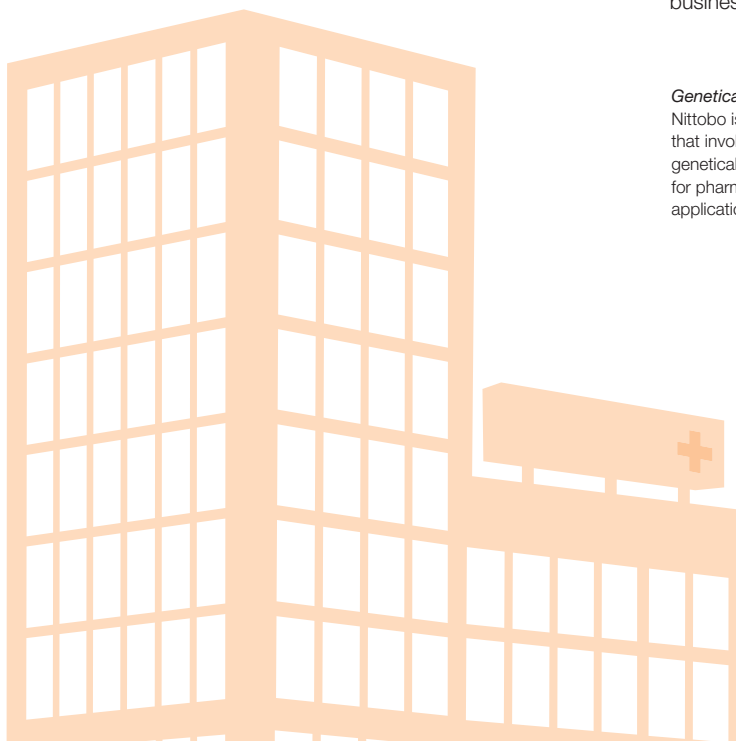 busines
Genetica
Nittobo is
that invol
genetical
for pharm
applicatio